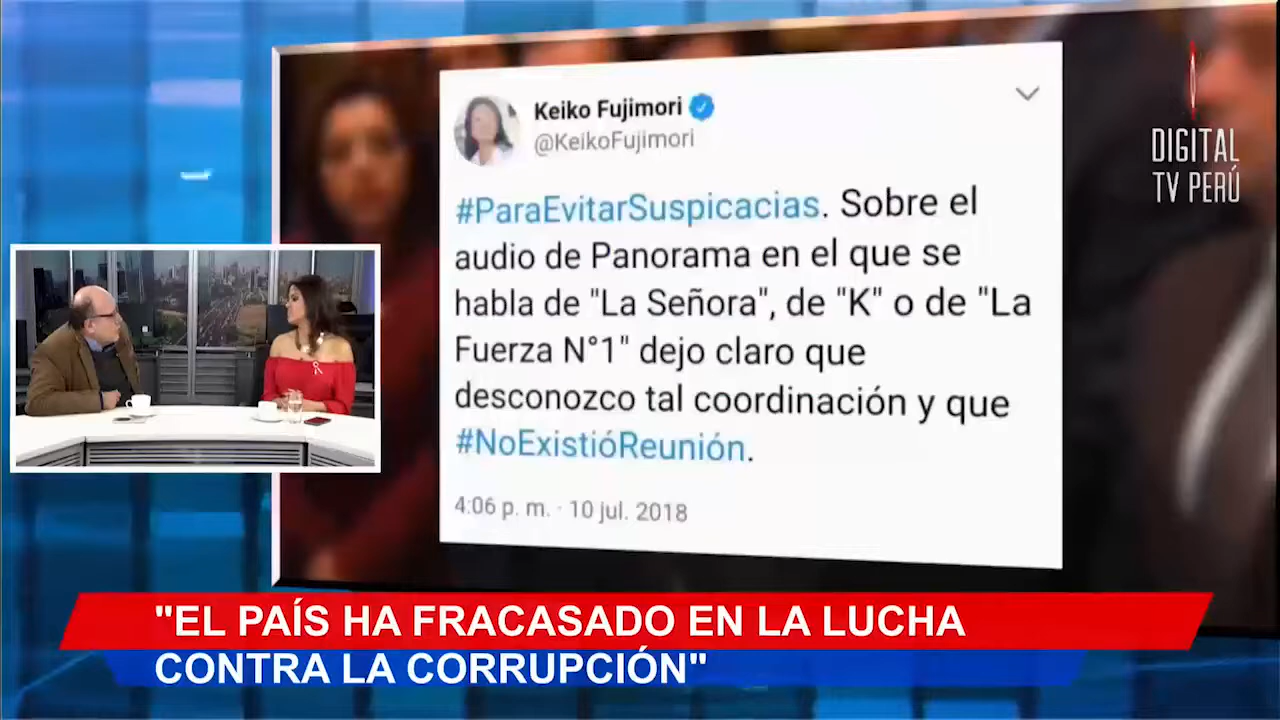 Keiko Fujimori
@KeikoFujimori
#ParaEvitarSuspicacias. Sobre el
audio de Panorama en el que se
habla de "La Señora", de "K" o de "La
Fuerza N°1" dejo claro que
desconozco tal coordinación y que
#NoExistióReunión.
4:06 p. m. · 10 jul. 2018
DIGITAL
TV PERÚ
"EL PAÍS HA FRACASADO EN LA LUCHA
CONTRA LA CORRUPCIÓN"